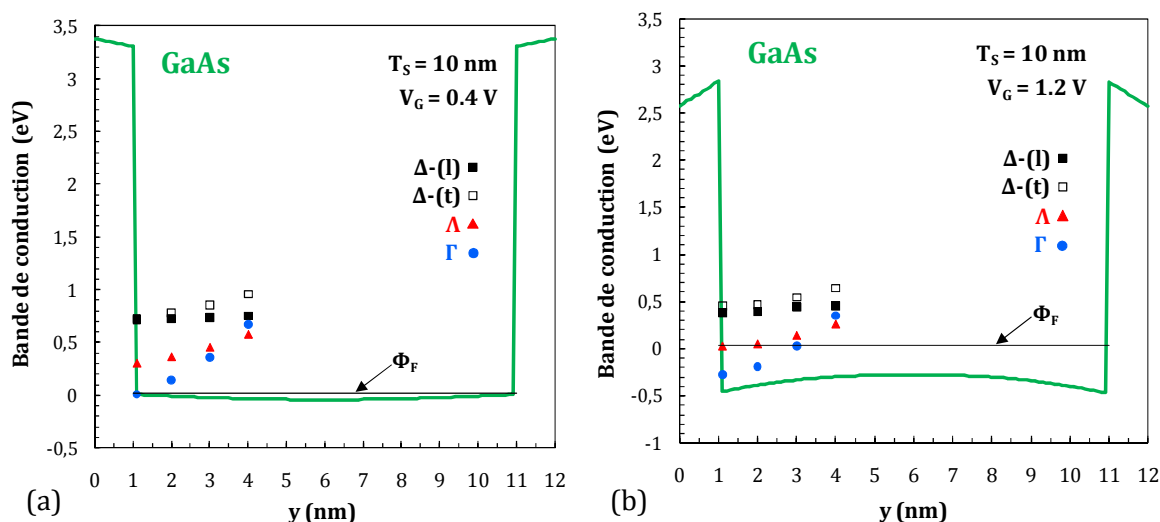 GaAs
T_S = 10 nm
V_G = 0.4 V
Δ-(l)
Δ-(t)
Λ
Γ
Φ_F
Bande de conduction (eV)
3,5
3
2,5
2
1,5
1
0,5
0
-0,5
0 1 2 3 4 5 6 7 8 9 10 11 12
y (nm)
(a)
GaAs
T_S = 10 nm
V_G = 1.2 V
Δ-(l)
Δ-(t)
Λ
Γ
Φ_F
Bande de conduction (eV)
3,5
3
2,5
2
1,5
1
0,5
0
-0,5
-1
0 1 2 3 4 5 6 7 8 9 10 11 12
y (nm)
(b)